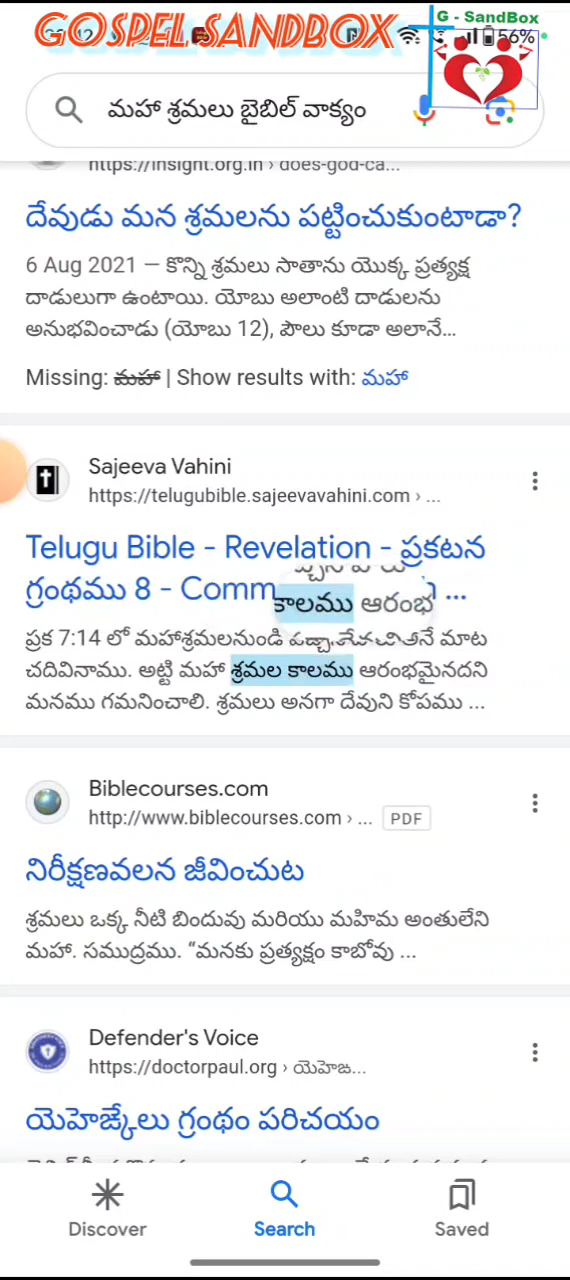 GOSPEL SANDBOX
G - SandBox
56%
మహా శ్రమలు బైబిల్ వాక్యం
https://insight.org.in › does-god-ca...
దేవుడు మన శ్రమలను పట్టించుకుంటాడా?
6 Aug 2021 — కొన్ని శ్రమలు సాతాను యొక్క ప్రత్యక్ష
దాడులుగా ఉంటాయి. యోబు అలాంటి దాడులను
అనుభవించాడు (యోబు 12), పౌలు కూడా అలానే...
Missing: మహా | Show results with: మహా
Sajeeva Vahini
https://telugubible.sajeevavahini.com › ...
Telugu Bible - Revelation - ప్రకటన
గ్రంథము 8 - Comm ...
కాలము ఆరంభ
ప్రక 7:14 లో మహాశ్రమలనుండి మాట
చదివినాము. అట్టి మహా శ్రమల కాలము ఆరంభమైనదని
మనము గమనించాలి. శ్రమలు అనగా దేవుని కోపము ...
Biblecourses.com
http://www.biblecourses.com › ... PDF
నిరీక్షణవలన జీవించుట
శ్రమలు ఒక్క నీటి బిందువు మరియు మహిమ అంతులేని
మహా. సముద్రము. “మనకు ప్రత్యక్షం కాబోవు ...
Defender's Voice
https://doctorpaul.org › యెహెజ...
యెహెజ్కేలు గ్రంథం పరిచయం
Discover
Search
Saved